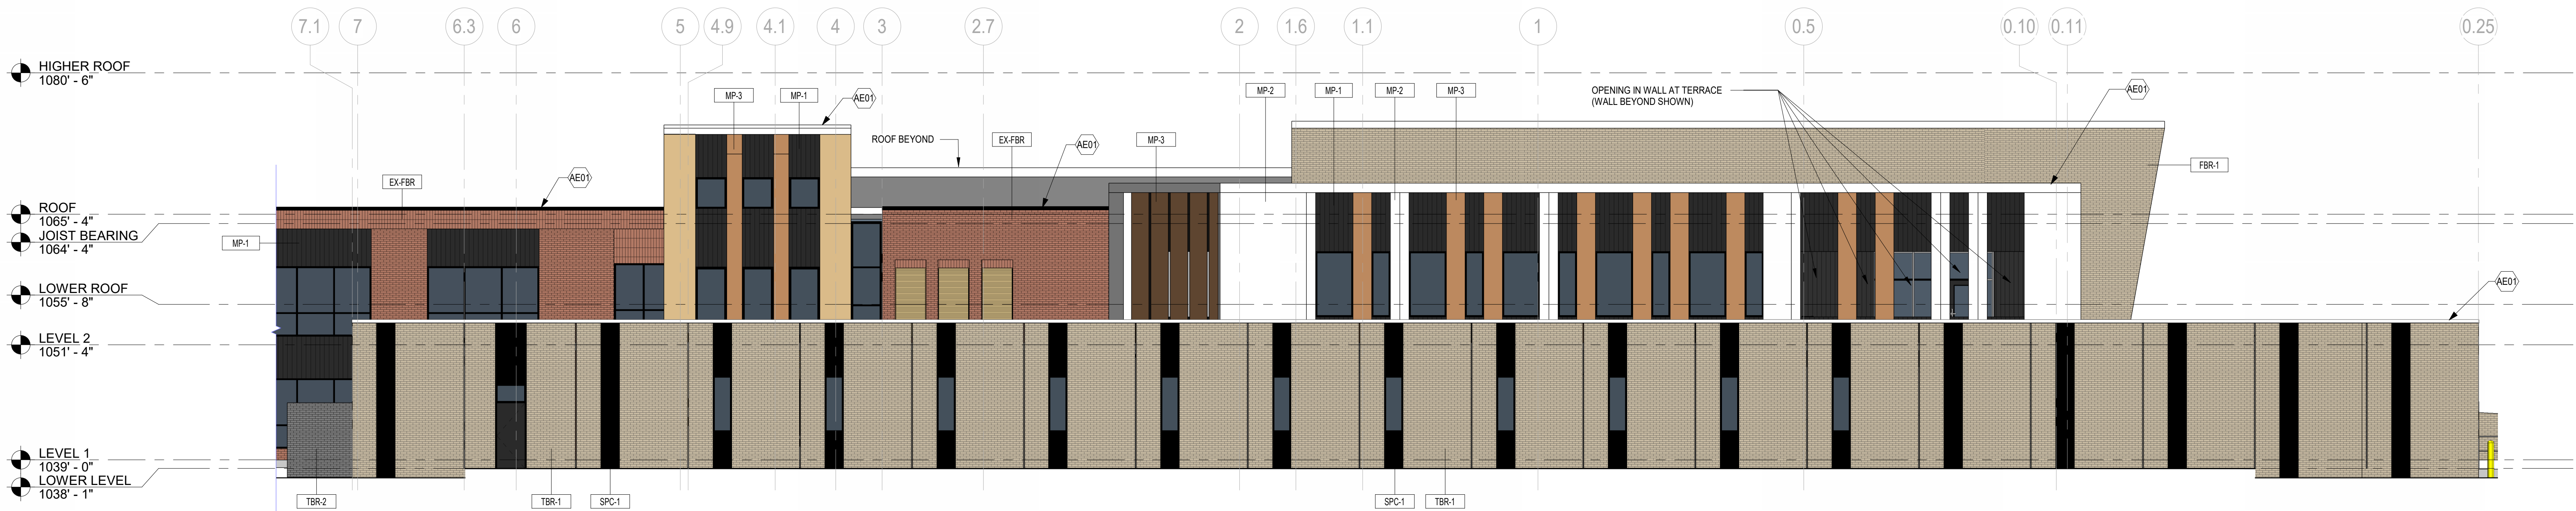 7.1 7 6.3 6 5 4.9 4.1 4 3 2.7 2 1.6 1.1 1 0.5 0.10 0.11 0.25
HIGHER ROOF
1080' - 6"
MP-3 MP-1 AE01 MP-2 MP-1 MP-2 MP-3 AE01
OPENING IN WALL AT TERRACE
(WALL BEYOND SHOWN)
ROOF BEYOND EX-FBR AE01 MP-3
FBR-1
EX-FBR AE01
ROOF
1065' - 4"
JOIST BEARING
1064' - 4"
MP-1
LOWER ROOF
1055' - 8"
AE01
LEVEL 2
1051' - 4"
LEVEL 1
1039' - 0"
LOWER LEVEL
1038' - 1"
TBR-2 TBR-1 SPC-1 SPC-1 TBR-1